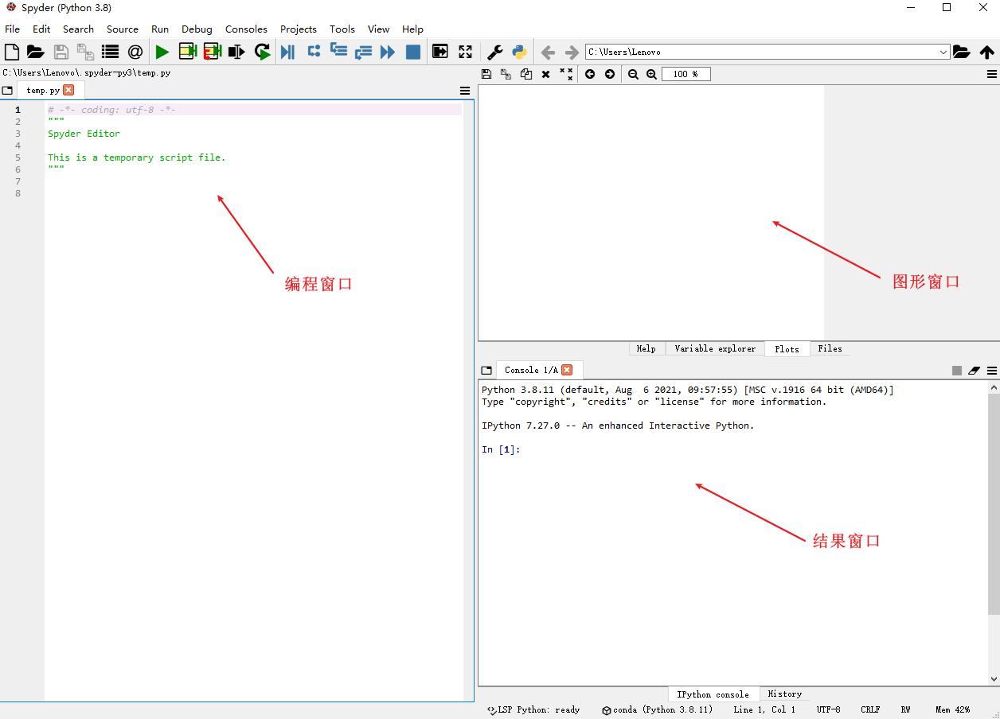 Spyder (Python 3.8)
File Edit Search Source Run Debug Consoles Projects Tools View Help
C:\Users\Lenovo
C:\Users\Lenovo\.spyder-py3\temp.py
100 %
temp.py
1 # -*- coding: utf-8 -*-
2 """
3 Spyder Editor
4
5 This is a temporary script file.
6 """
7
8
编程窗口
图形窗口
Help Variable explorer Plots Files
Console 1/A
Python 3.8.11 (default, Aug  6 2021, 09:57:55) [MSC v.1916 64 bit (AMD64)]
Type "copyright", "credits" or "license" for more information.
IPython 7.27.0 -- An enhanced Interactive Python.
In [1]:
结果窗口
IPython console History
LSP Python: ready conda (Python 3.8.11) Line 1, Col 1 UTF-8 CRLF RW Mem 42%